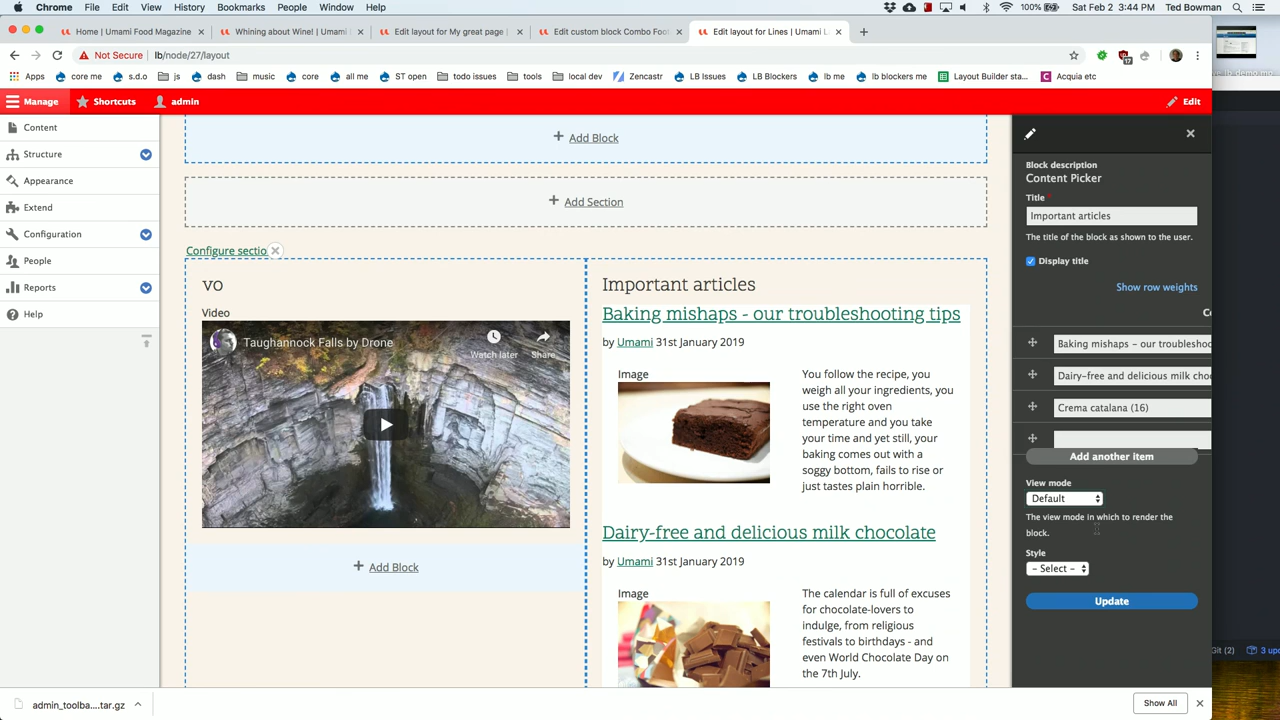 Chrome File Edit View History Bookmarks People Window Help 100% Sat Feb 2 3:44 PM Ted Bowman
Home | Umami Food Magazine
Whining about Wine! | Umami
Edit layout for My great page
Edit custom block Combo Foo
Edit layout for Lines | Umami L
Not Secure lb/node/27/layout
17
Apps core me s.d.o js dash music core all me ST open todo issues tools local dev Zencastr LB Issues LB Blockers lb me lb blockers me Layout Builder sta... Acquia etc
Manage Shortcuts admin Edit
Content
Structure
Appearance
Extend
Configuration
People
Reports
Help
Add Block
Add Section
Configure sectio
vo
Video
Taughannock Falls by Drone
Watch later
Share
Add Block
Important articles
Baking mishaps - our troubleshooting tips
by Umami 31st January 2019
Image
You follow the recipe, you
weigh all your ingredients, you
use the right oven
temperature and you take
your time and yet still, your
baking comes out with a
soggy bottom, fails to rise or
just tastes plain horrible.
Dairy-free and delicious milk chocolate
by Umami 31st January 2019
Image
The calendar is full of excuses
for chocolate-lovers to
indulge, from religious
festivals to birthdays - and
even World Chocolate Day on
the 7th July.
Block description
Content Picker
Title *
Important articles
The title of the block as shown to the user.
Display title
Show row weights
Baking mishaps - our troubleshoo
Dairy-free and delicious milk cho
Crema catalana (16)
Add another item
View mode
Default
The view mode in which to render the
block.
Style
- Select -
Update
Git (2) 3 up
admin_toolba....tar.gz
Show All